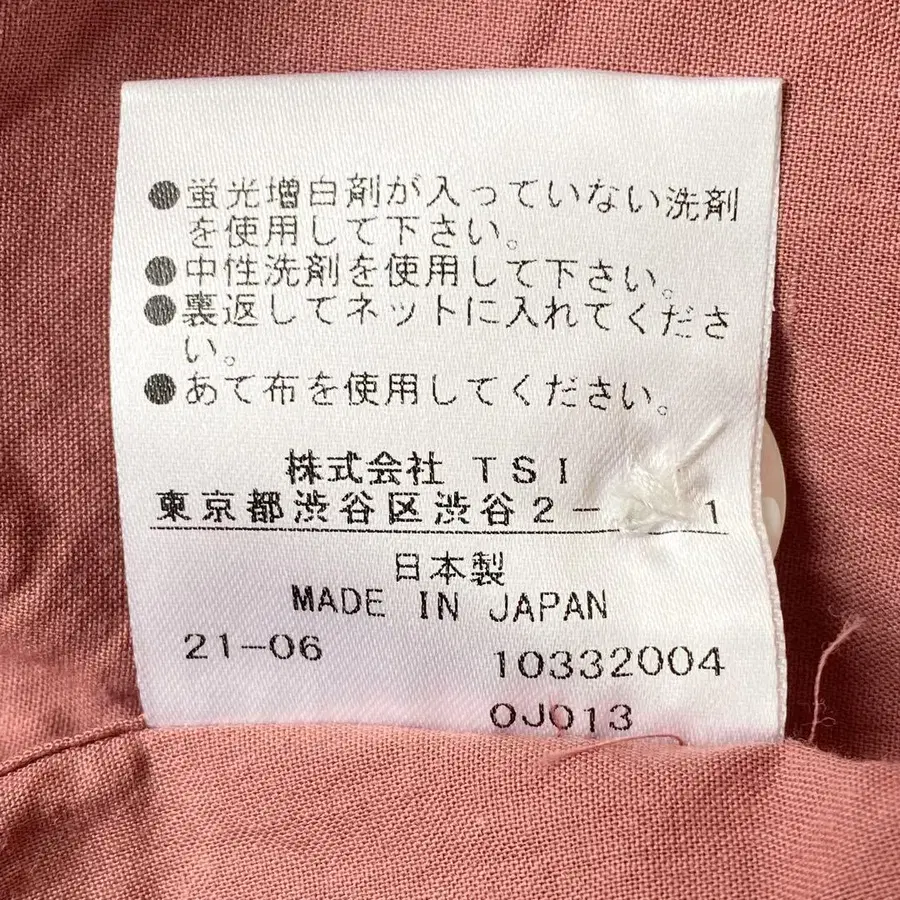 ●蛍光増白剤が入っていない洗剤
を使用して下さい。
●中性洗剤を使用して下さい。
●裏返してネットに入れてくださ
い。
●あて布を使用してください。
株式会社 TSI
東京都渋谷区渋谷2-
日本製
MADE IN JAPAN
21-06
10332004
0J013